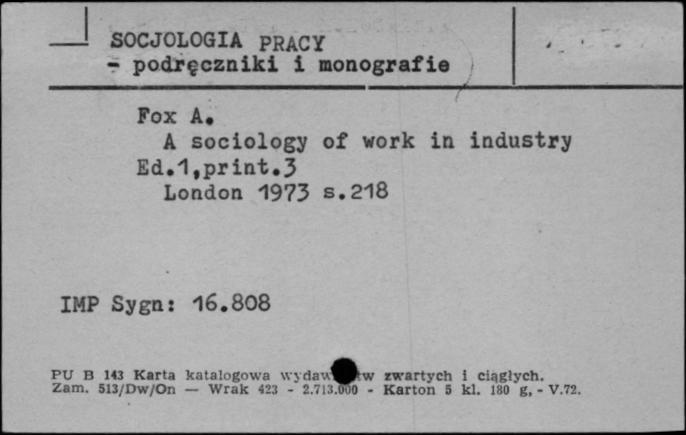 SOCJOLOGIA PRACY
- podręczniki i monografie
Fox A.
A sociology of work in industry
Ed.1,print.3
London 1973 s.218
IMP Sygn: 16.808
PU B 143 Karta katalogowa zwartych i ciągłych.
Zam. 513/Dw/On — Wrak 423 - 2.713.000 - Karton 5 kl. 180 g, - V.72.